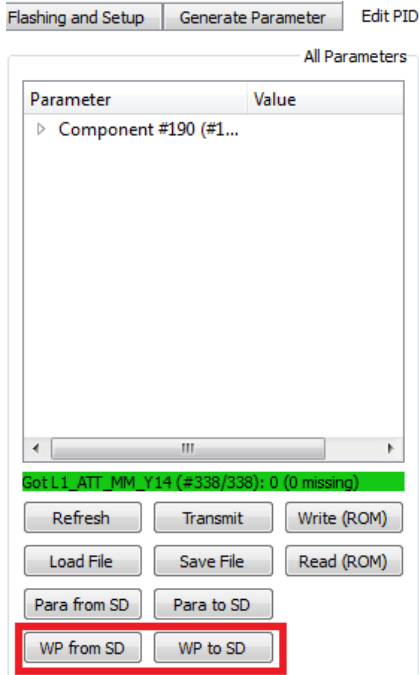 Flashing and Setup Generate Parameter Edit PID
All Parameters
Parameter Value
Component #190 (#1...
Got L1_ATT_MM_Y14 (#338/338): 0 (0 missing)
Refresh Transmit Write (ROM)
Load File Save File Read (ROM)
Para from SD Para to SD
WP from SD WP to SD